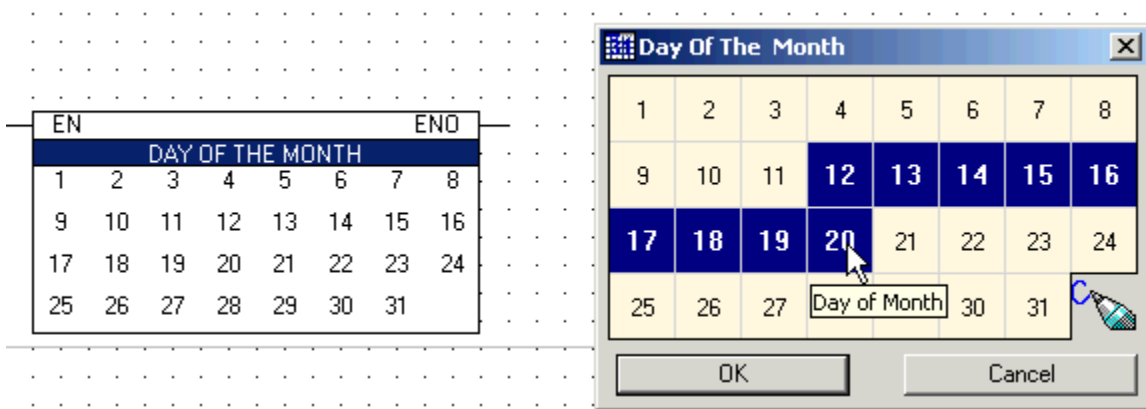 EN ENO
DAY OF THE MONTH
1 2 3 4 5 6 7 8
9 10 11 12 13 14 15 16
17 18 19 20 21 22 23 24
25 26 27 28 29 30 31
Day Of The Month
1 2 3 4 5 6 7 8
9 10 11 12 13 14 15 16
17 18 19 20 21 22 23 24
25 26 27 30 31
Day of Month
OK Cancel